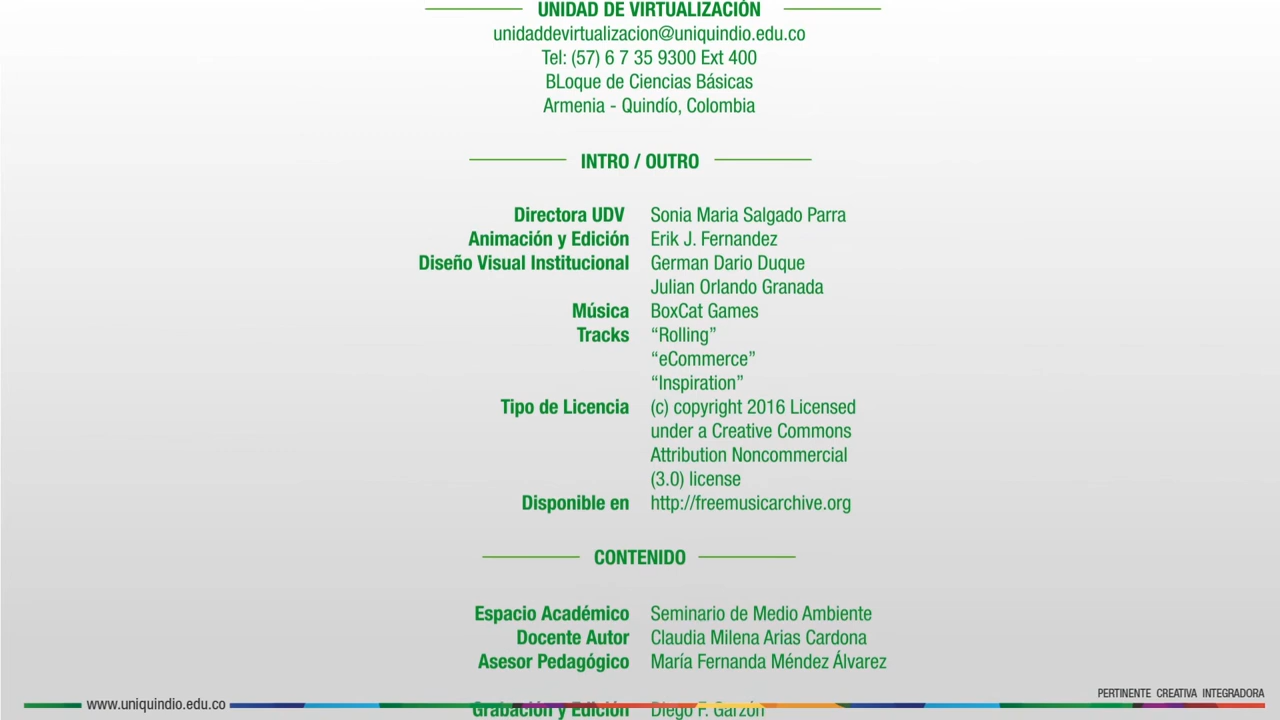 UNIDAD DE VIRTUALIZACIÓN
unidaddevirtualizacion@uniquindio.edu.co
Tel: (57) 6 7 35 9300 Ext 400
BLoque de Ciencias Básicas
Armenia - Quindío, Colombia
INTRO / OUTRO
Directora UDV Sonia Maria Salgado Parra
Animación y Edición Erik J. Fernandez
Diseño Visual Institucional German Dario Duque
Julian Orlando Granada
Música BoxCat Games
Tracks “Rolling”
“eCommerce”
“Inspiration”
Tipo de Licencia (c) copyright 2016 Licensed
under a Creative Commons
Attribution Noncommercial
(3.0) license
Disponible en http://freemusicarchive.org
CONTENIDO
Espacio Académico Seminario de Medio Ambiente
Docente Autor Claudia Milena Arias Cardona
Asesor Pedagógico María Fernanda Méndez Álvarez
PERTINENTE CREATIVA INTEGRADORA
www.uniquindio.edu.co
Grabación y Edición Diego F. Garzón